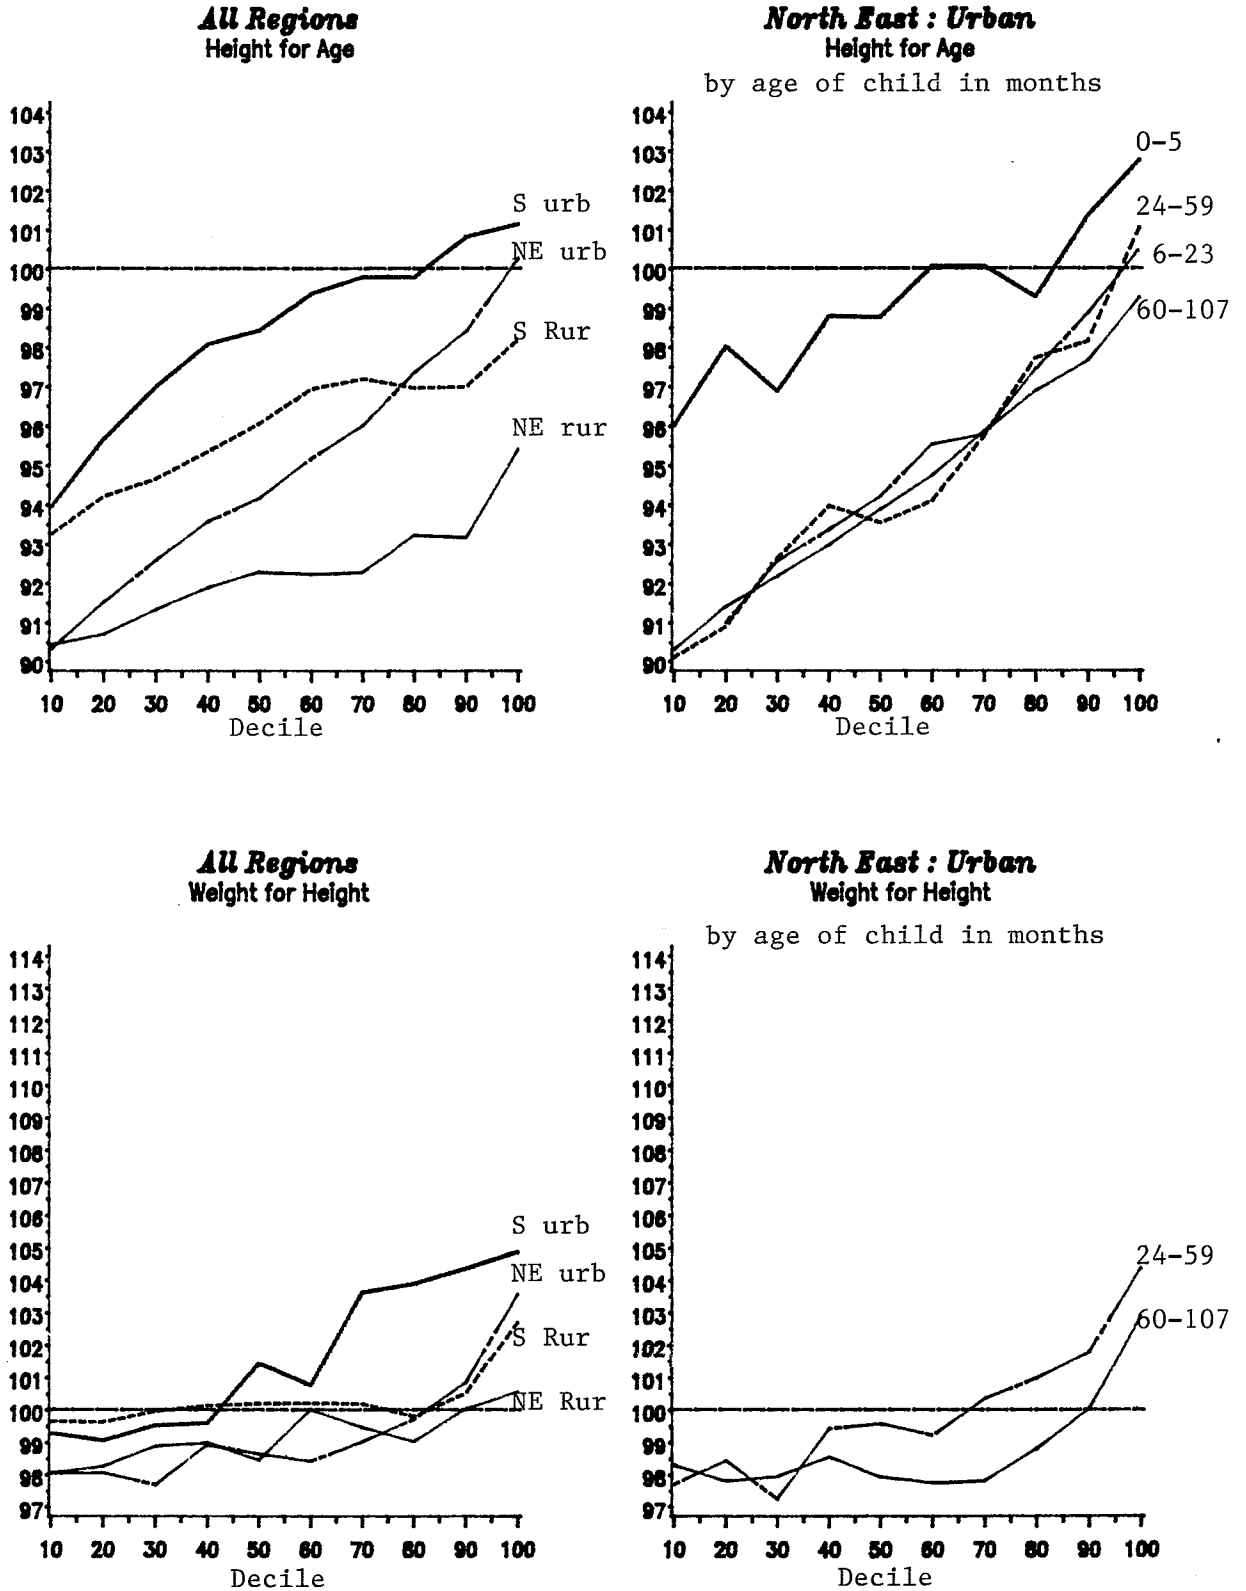 All Regions
Height for Age
104
103
102
101
100
99
98
97
96
95
94
93
92
91
90
S urb
NE urb
S Rur
NE rur
10 20 30 40 50 60 70 80 90 100
Decile
North East : Urban
Height for Age
by age of child in months
104
103
102
101
100
99
98
97
96
95
94
93
92
91
90
0-5
24-59
6-23
60-107
10 20 30 40 50 60 70 80 90 100
Decile
All Regions
Weight for Height
114
113
112
111
110
109
108
107
106
105
104
103
102
101
100
99
98
97
S urb
NE urb
S Rur
NE Rur
10 20 30 40 50 60 70 80 90 100
Decile
North East : Urban
Weight for Height
by age of child in months
114
113
112
111
110
109
108
107
106
105
104
103
102
101
100
99
98
97
24-59
60-107
10 20 30 40 50 60 70 80 90 100
Decile